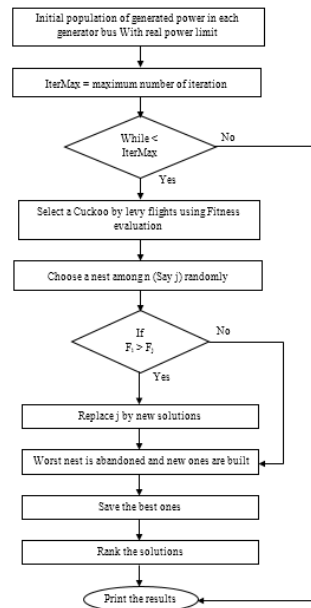 Initial population of generated power in each
generator bus With real power limit
IterMax = maximum number of iteration
While <
IterMax
No
Yes
Select a Cuckoo by levy flights using Fitness
evaluation
Choose a nest among n (Say j) randomly
If
F₁ > Fⱼ
No
Yes
Replace j by new solutions
Worst nest is abandoned and new ones are built
Save the best ones
Rank the solutions
Print the results